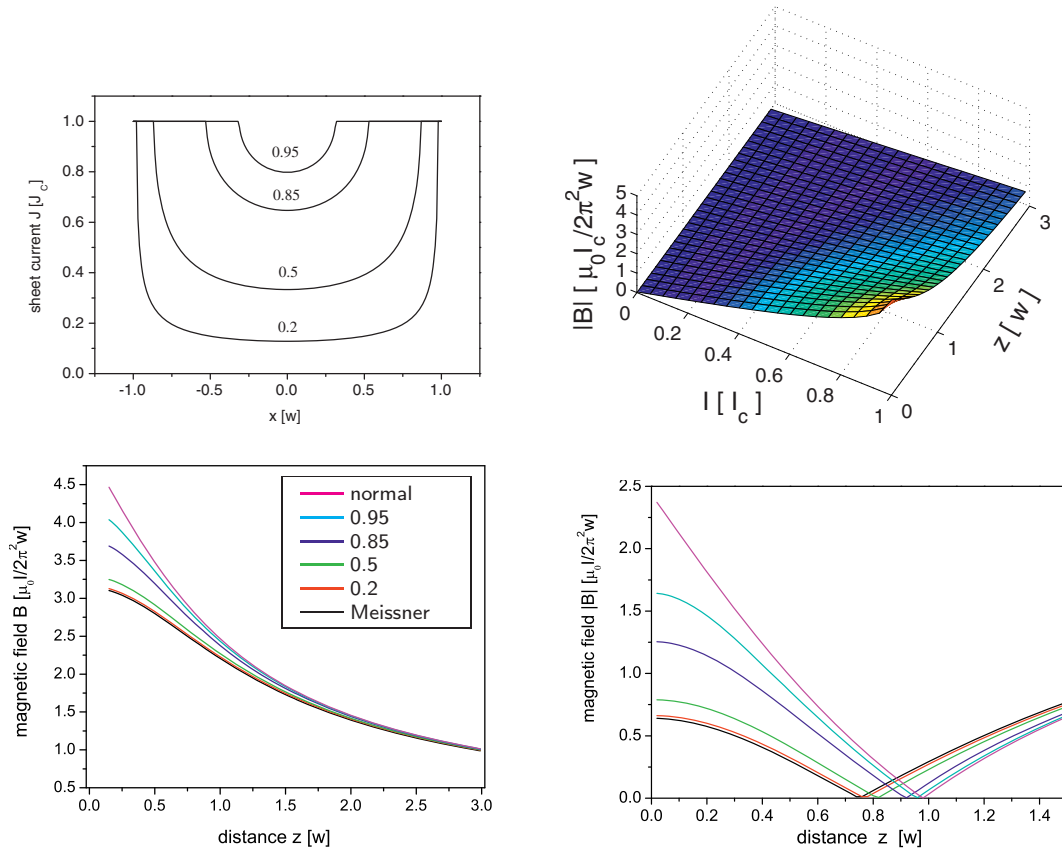 sheet current J [J_c]
1.0
0.8
0.6
0.4
0.2
0.0
0.95
0.85
0.5
0.2
-1.0 -0.5 0.0 0.5 1.0
x [w]
|B| [ μ₀I_c/2π²w ]
5
4
3
2
1
0
0 0.2 0.4 0.6 0.8 1
I [ I_c ]
0 1 2 3
z [ w ]
magnetic field B [μ₀I/2π²w]
4.5
4.0
3.5
3.0
2.5
2.0
1.5
1.0
0.5
normal
0.95
0.85
0.5
0.2
Meissner
0.0 0.5 1.0 1.5 2.0 2.5 3.0
distance z [w]
magnetic field |B| [μ₀I/2π²w]
2.5
2.0
1.5
1.0
0.5
0.0
0.0 0.2 0.4 0.6 0.8 1.0 1.2 1.4
distance z [w]